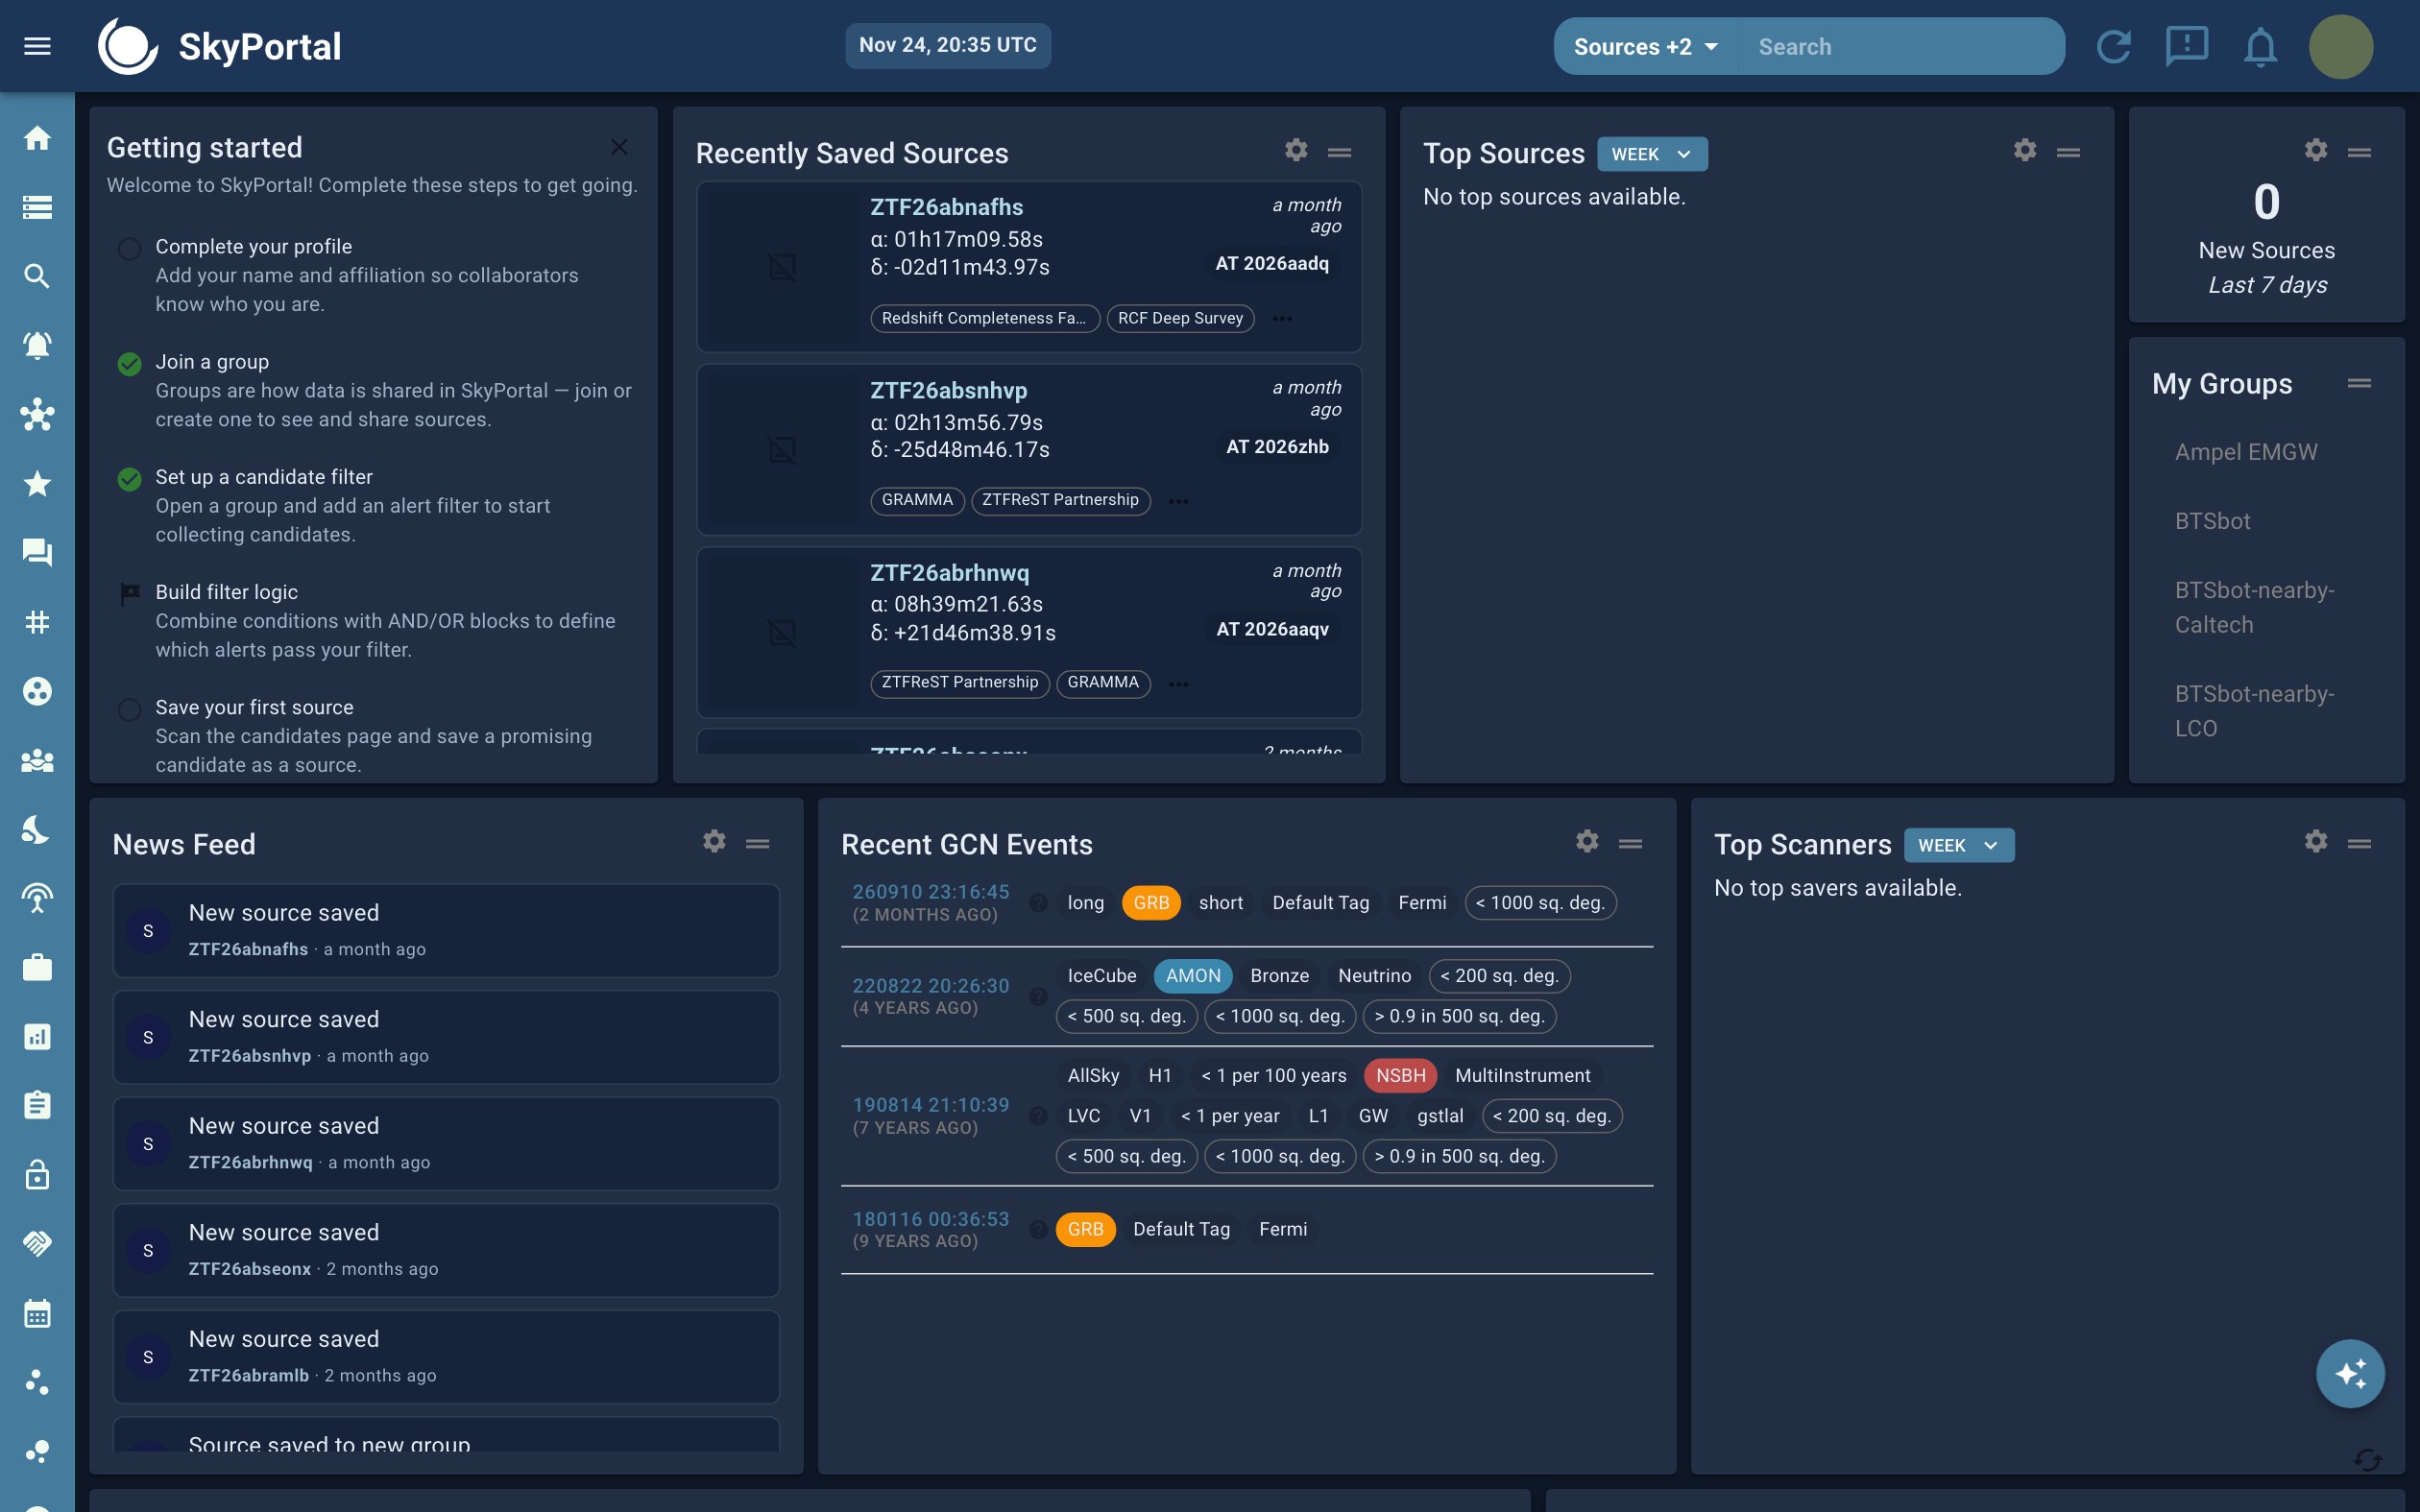 SkyPortal
Nov 24, 20:35 UTC
Sources +2
Search
Getting started
Welcome to SkyPortal! Complete these steps to get going.
Complete your profile
Add your name and affiliation so collaborators
know who you are.
Join a group
Groups are how data is shared in SkyPortal — join or
create one to see and share sources.
Set up a candidate filter
Open a group and add an alert filter to start
collecting candidates.
Build filter logic
Combine conditions with AND/OR blocks to define
which alerts pass your filter.
Save your first source
Scan the candidates page and save a promising
candidate as a source.
Recently Saved Sources
ZTF26abnafhs
a month
ago
α: 01h17m09.58s
δ: -02d11m43.97s
AT 2026aadq
Redshift Completeness Fa...
RCF Deep Survey
ZTF26absnhvp
a month
ago
α: 02h13m56.79s
δ: -25d48m46.17s
AT 2026zhb
GRAMMA
ZTFReST Partnership
ZTF26abrhnwq
a month
ago
α: 08h39m21.63s
δ: +21d46m38.91s
AT 2026aaqv
ZTFReST Partnership
GRAMMA
ZTF26abseonx
2 months
Top Sources
WEEK
No top sources available.
0
New Sources
Last 7 days
My Groups
Ampel EMGW
BTSbot
BTSbot-nearby-
Caltech
BTSbot-nearby-
LCO
News Feed
S
New source saved
ZTF26abnafhs · a month ago
S
New source saved
ZTF26absnhvp · a month ago
S
New source saved
ZTF26abrhnwq · a month ago
S
New source saved
ZTF26abseonx · 2 months ago
S
New source saved
ZTF26abramlb · 2 months ago
Source saved to new group
Recent GCN Events
260910 23:16:45
(2 MONTHS AGO)
long GRB short Default Tag Fermi < 1000 sq. deg.
220822 20:26:30
(4 YEARS AGO)
IceCube AMON Bronze Neutrino < 200 sq. deg.
< 500 sq. deg. < 1000 sq. deg. > 0.9 in 500 sq. deg.
190814 21:10:39
(7 YEARS AGO)
AllSky H1 < 1 per 100 years NSBH MultiInstrument
LVC V1 < 1 per year L1 GW gstlal < 200 sq. deg.
< 500 sq. deg. < 1000 sq. deg. > 0.9 in 500 sq. deg.
180116 00:36:53
(9 YEARS AGO)
GRB Default Tag Fermi
Top Scanners
WEEK
No top savers available.